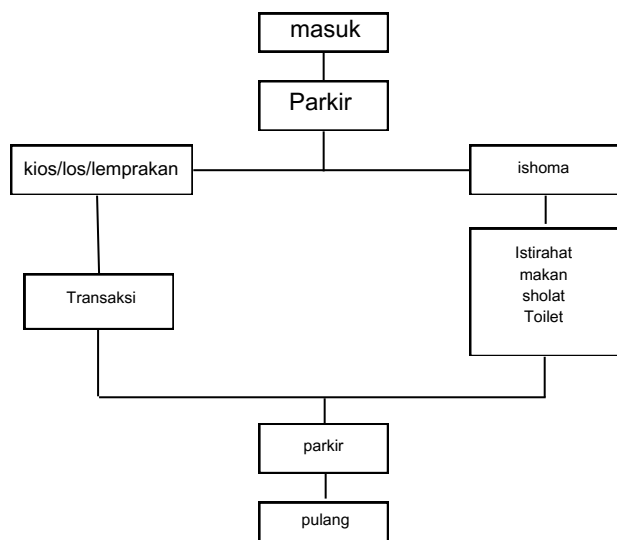 masuk
Parkir
kios/los/lemprakan
ishoma
Istirahat
makan
sholat
Toilet
Transaksi
parkir
pulang